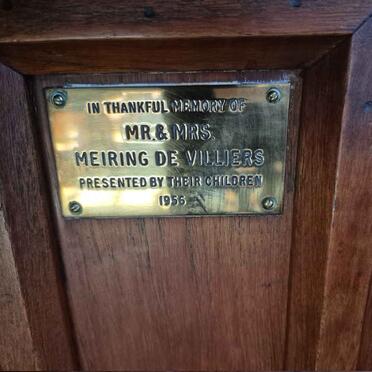 IN THANKFUL MEMORY OF
MR. & MRS.
MEIRING DE VILLIERS
PRESENTED BY THEIR CHILDREN
1956